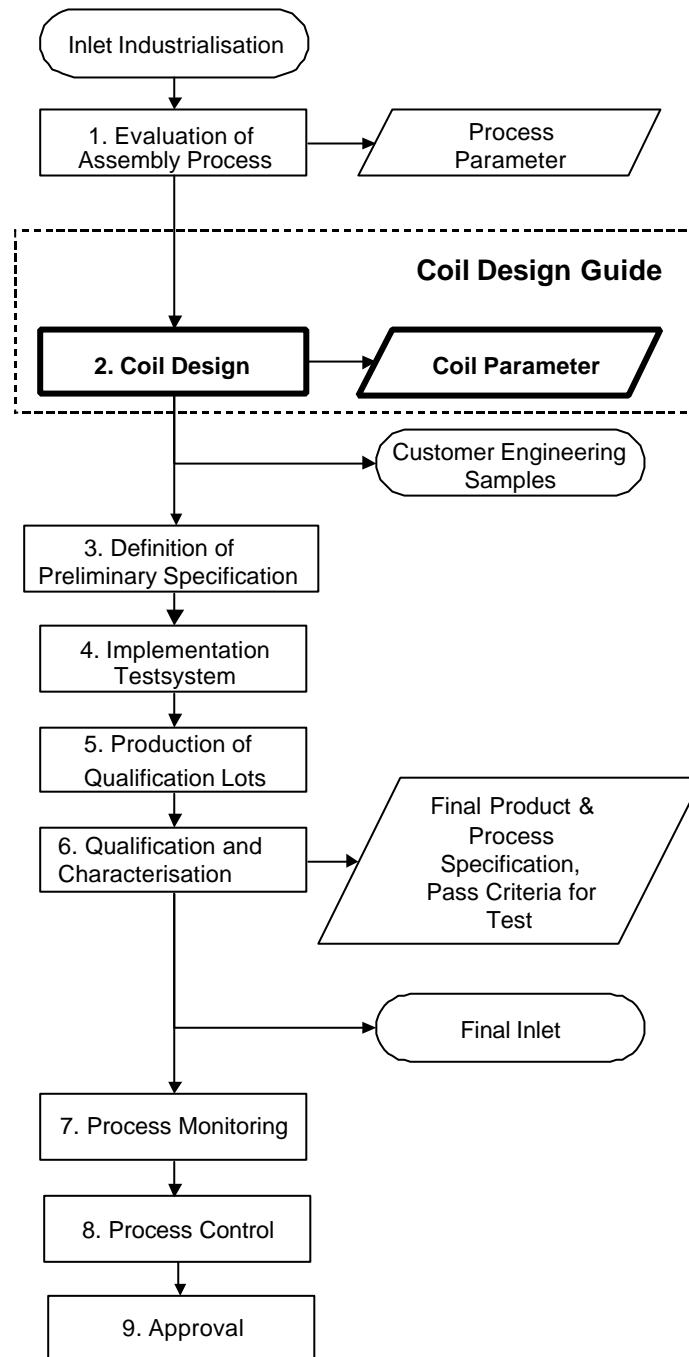 Inlet Industrialisation
1. Evaluation of
Assembly Process
Process
Parameter
Coil Design Guide
2. Coil Design
Coil Parameter
Customer Engineering
Samples
3. Definition of
Preliminary Specification
4. Implementation
Testsystem
5. Production of
Qualification Lots
6. Qualification and
Characterisation
Final Product &
Process
Specification,
Pass Criteria for
Test
Final Inlet
7. Process Monitoring
8. Process Control
9. Approval